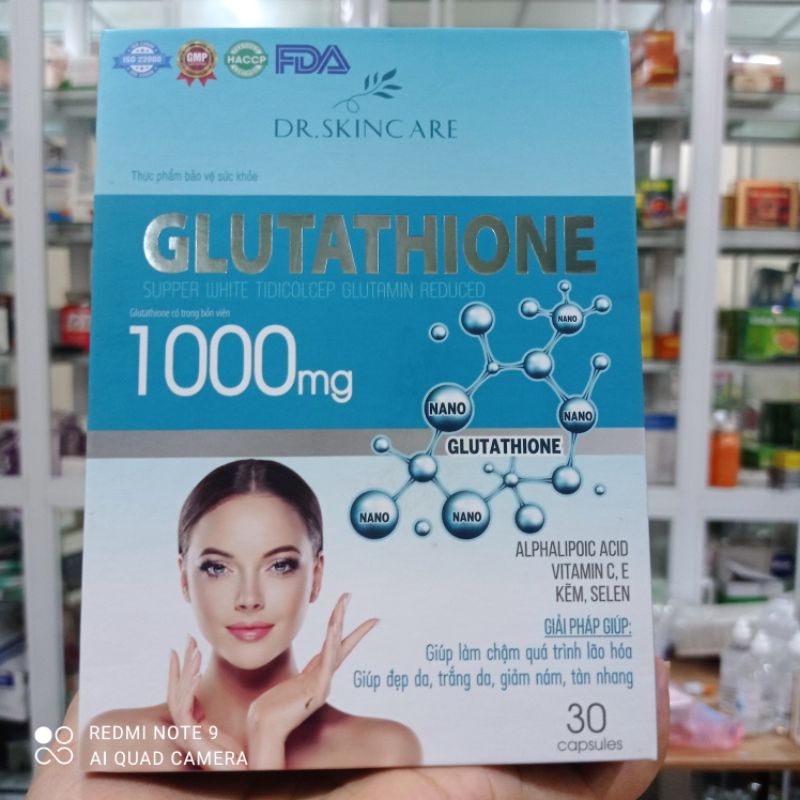 ISO 22000
GMP
HACCP
FDA
DR.SKINCARE
Thực phẩm bảo vệ sức khỏe
GLUTATHIONE
SUPPER WHITE TIDICOLCEP GLUTAMIN REDUCED
Glutathione có trong bốn viên
1000mg
NANO
NANO
NANO
GLUTATHIONE
NANO
NANO
ALPHALIPOIC ACID
VITAMIN C, E
KẼM, SELEN
GIẢI PHÁP GIÚP:
Giúp làm chậm quá trình lão hóa
Giúp đẹp da, trắng da, giảm nám, tàn nhang
30
capsules
REDMI NOTE 9
AI QUAD CAMERA